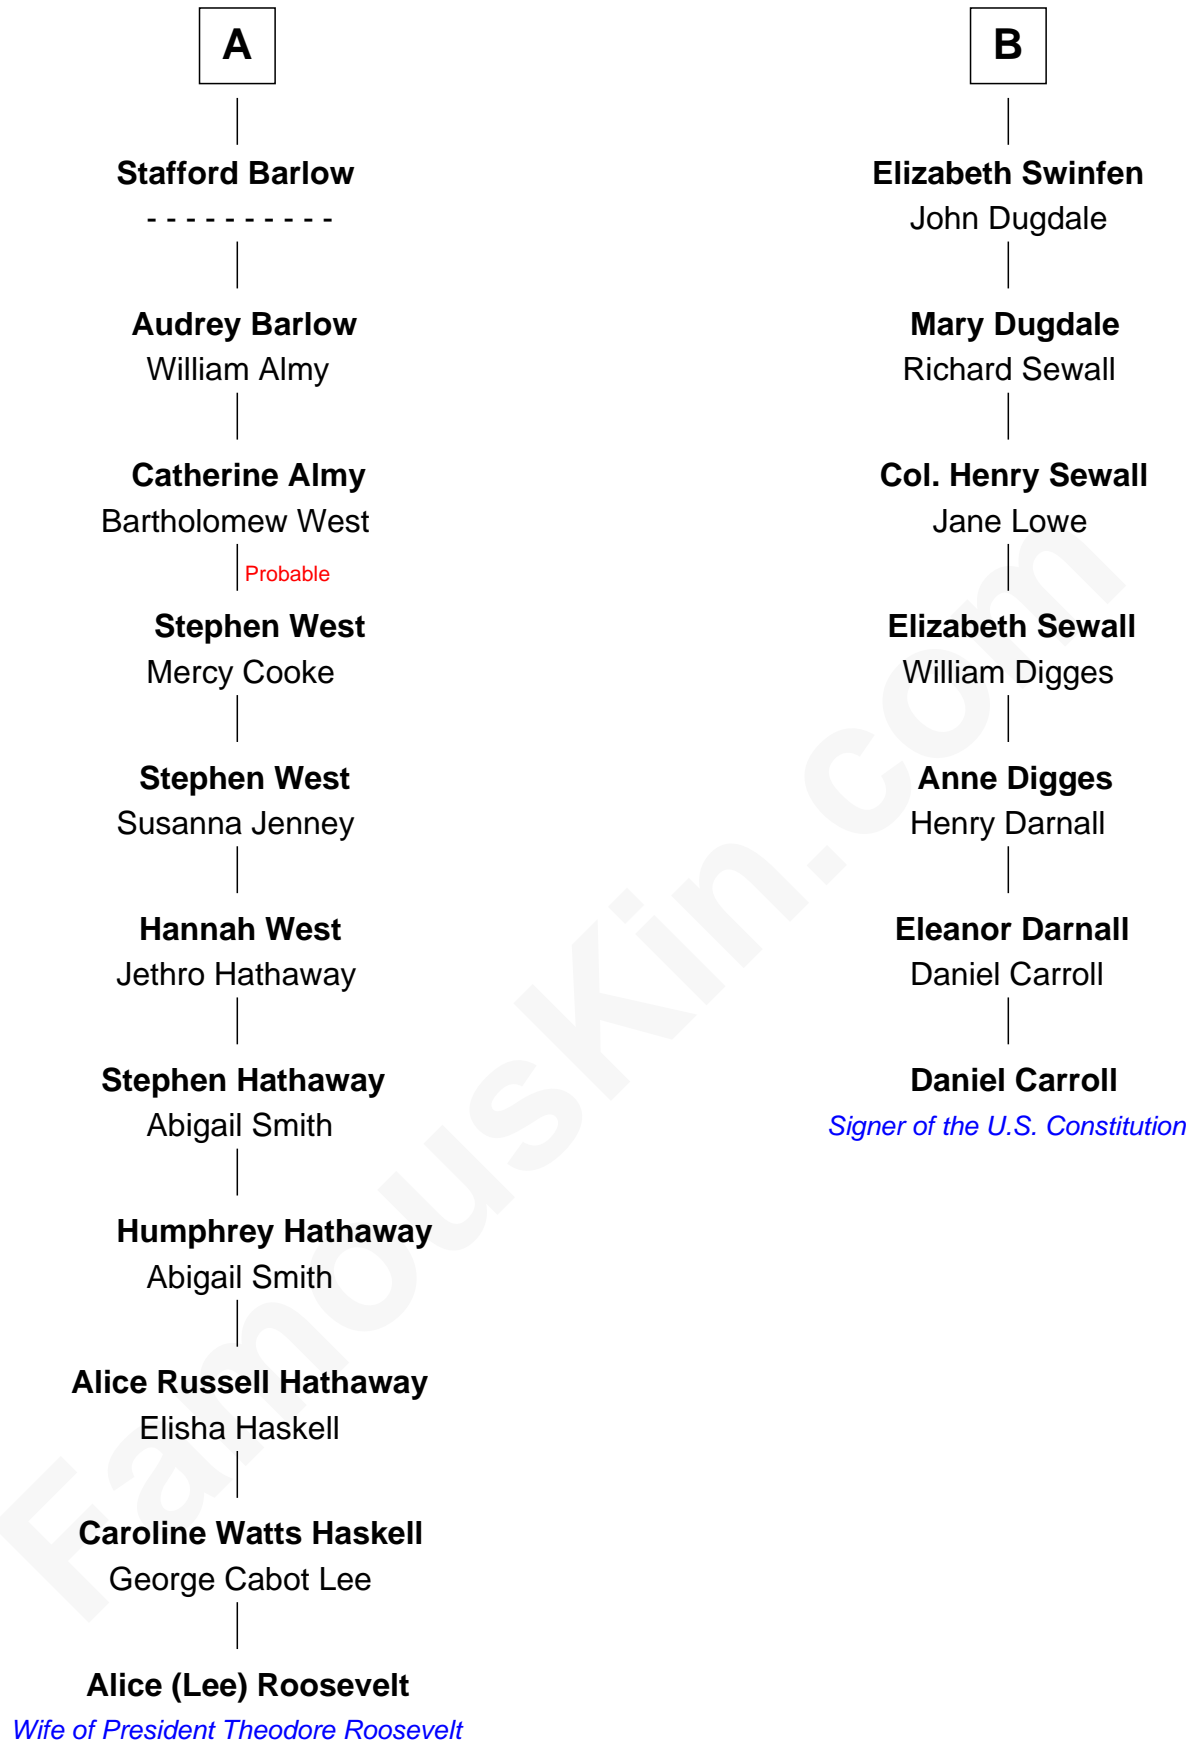 A
Stafford Barlow
- - - - - - - - - -
Audrey Barlow
William Almy
Catherine Almy
Bartholomew West
Probable
Stephen West
Mercy Cooke
Stephen West
Susanna Jenney
Hannah West
Jethro Hathaway
Stephen Hathaway
Abigail Smith
Humphrey Hathaway
Abigail Smith
Alice Russell Hathaway
Elisha Haskell
Caroline Watts Haskell
George Cabot Lee
Alice (Lee) Roosevelt
Wife of President Theodore Roosevelt
B
Elizabeth Swinfen
John Dugdale
Mary Dugdale
Richard Sewall
Col. Henry Sewall
Jane Lowe
Elizabeth Sewall
William Digges
Anne Digges
Henry Darnall
Eleanor Darnall
Daniel Carroll
Daniel Carroll
Signer of the U.S. Constitution
FamousKin.com